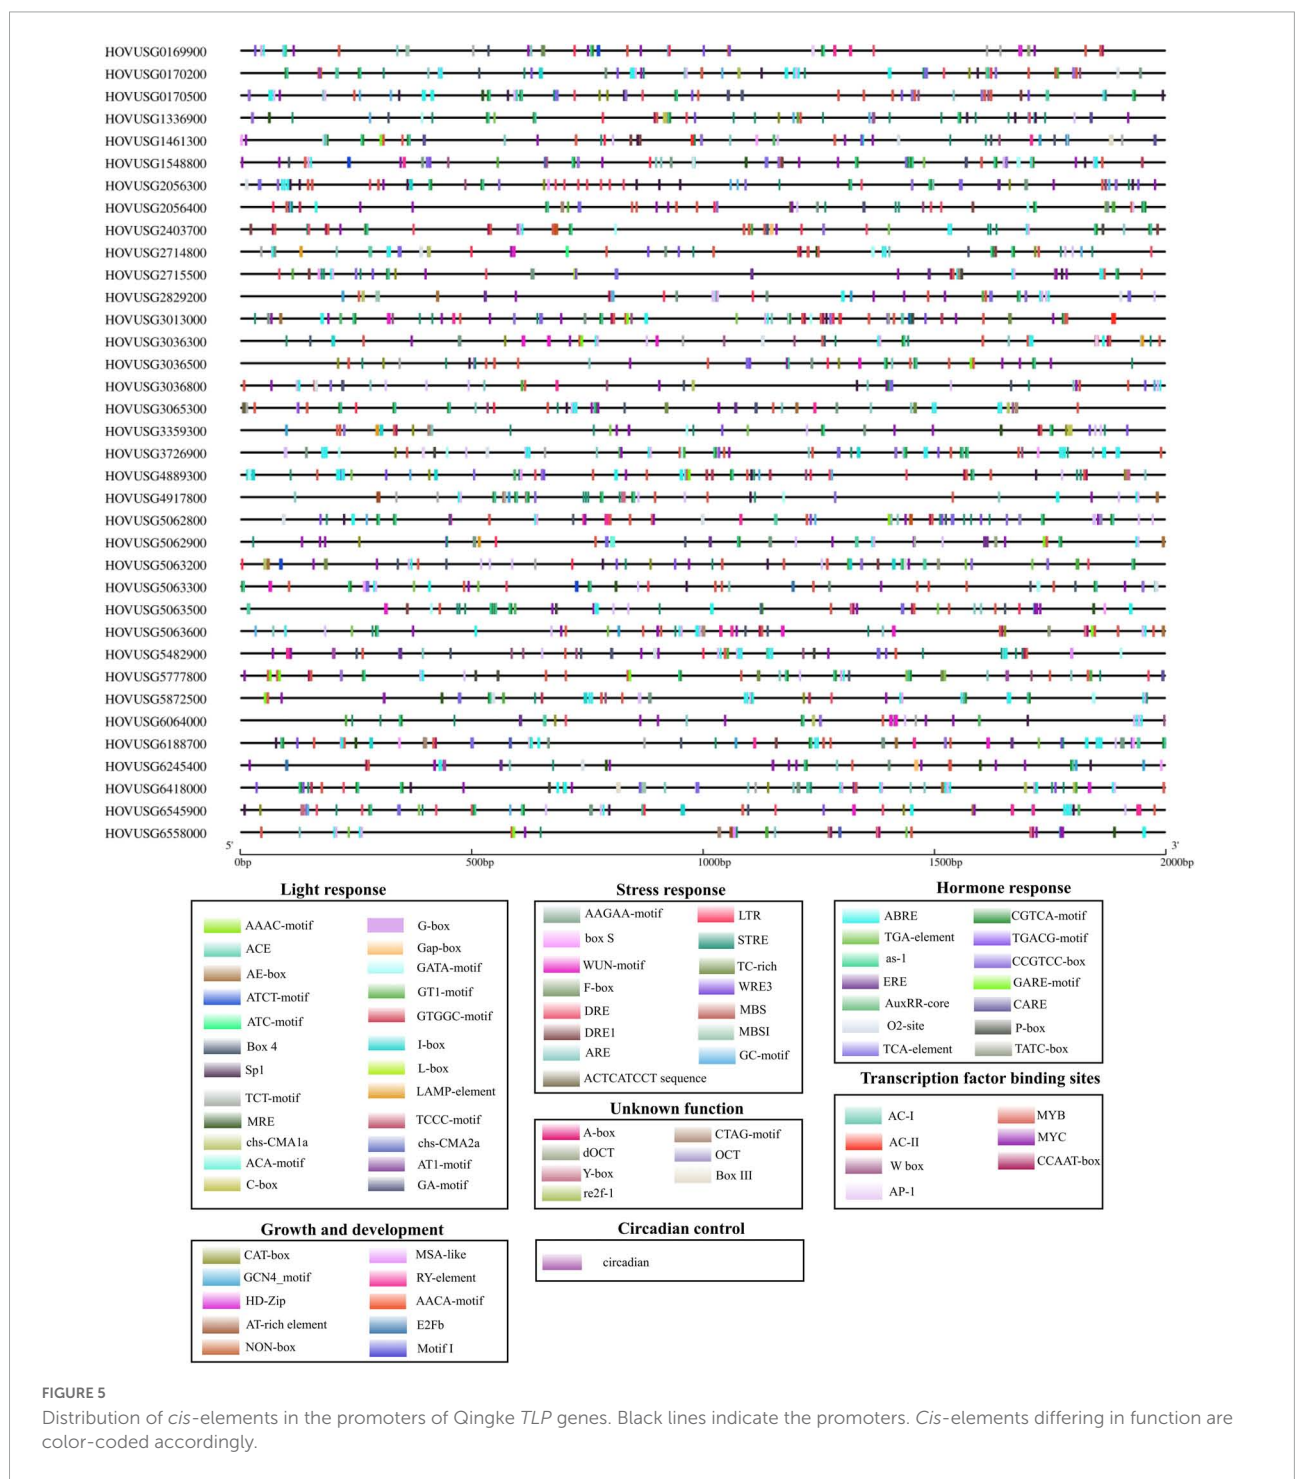 HOVUSG0169900
HOVUSG0170200
HOVUSG0170500
HOVUSG1336900
HOVUSG1461300
HOVUSG1548800
HOVUSG2056300
HOVUSG2056400
HOVUSG2403700
HOVUSG2714800
HOVUSG2715500
HOVUSG2829200
HOVUSG3013000
HOVUSG3036300
HOVUSG3036500
HOVUSG3036800
HOVUSG3065300
HOVUSG3359300
HOVUSG3726900
HOVUSG4889300
HOVUSG4917800
HOVUSG5062800
HOVUSG5062900
HOVUSG5063200
HOVUSG5063300
HOVUSG5063500
HOVUSG5063600
HOVUSG5482900
HOVUSG5777800
HOVUSG5872500
HOVUSG6064000
HOVUSG6188700
HOVUSG6245400
HOVUSG6418000
HOVUSG6545900
HOVUSG6558000
5' 3'
0bp 500bp 1000bp 1500bp 2000bp
Light response
AAAC-motif G-box
ACE Gap-box
AE-box GATA-motif
ATCT-motif GT1-motif
ATC-motif GTGGC-motif
Box 4 I-box
Sp1 L-box
TCT-motif LAMP-element
MRE TCCC-motif
chs-CMA1a chs-CMA2a
ACA-motif AT1-motif
C-box GA-motif
Stress response
AAGAA-motif LTR
box S STRE
WUN-motif TC-rich
F-box WRE3
DRE MBS
DRE1 MBSI
ARE GC-motif
ACTCATCCT sequence
Hormone response
ABRE CGTCA-motif
TGA-element TGACG-motif
as-1 CCGTCC-box
ERE GARE-motif
AuxRR-core CARE
O2-site P-box
TCA-element TATC-box
Unknown function
A-box CTAG-motif
dOCT OCT
Y-box Box III
re2f-1
Transcription factor binding sites
AC-I MYB
AC-II MYC
W box CCAAT-box
AP-1
Growth and development
CAT-box MSA-like
GCN4_motif RY-element
HD-Zip AACA-motif
AT-rich element E2Fb
NON-box Motif I
Circadian control
circadian
FIGURE 5
Distribution of cis-elements in the promoters of Qingke TLP genes. Black lines indicate the promoters. Cis-elements differing in function are
color-coded accordingly.